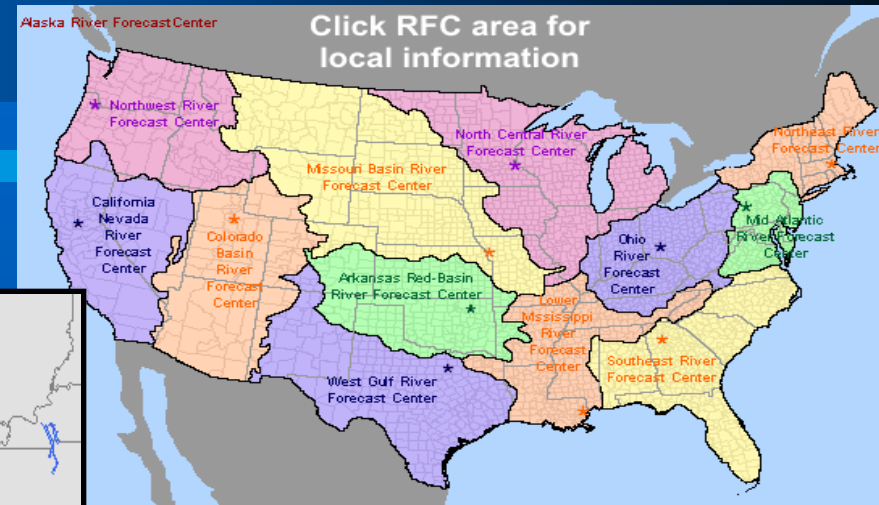 Alaska River Forecast Center
Click RFC area for
local information
Northwest River
Forecast Center
North Central River
Forecast Center
Northeast River
Forecast Center
Missouri Basin River
Forecast Center
California
Nevada
River
Forecast
Center
Colorado
Basin
River
Forecast
Center
Ohio
River
Forecast
Center
Mid Atlantic
River Forecast
Center
Arkansas Red-Basin
River Forecast Center
Lower
Mississippi
River
Forecast
Center
Southeast River
Forecast Center
West Gulf River
Forecast Center